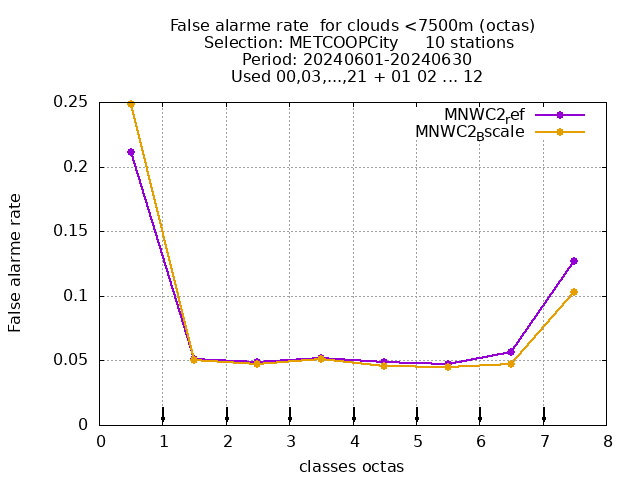 False alarme rate  for clouds <7500m (octas)
Selection: METCOOPCity     10 stations
Period: 20240601-20240630
Used 00,03,...,21 + 01 02 ... 12
MNWC2ref
MNWC2Bscale
0.25
0.2
0.15
0.1
0.05
0
False alarme rate
0 1 2 3 4 5 6 7 8
classes octas